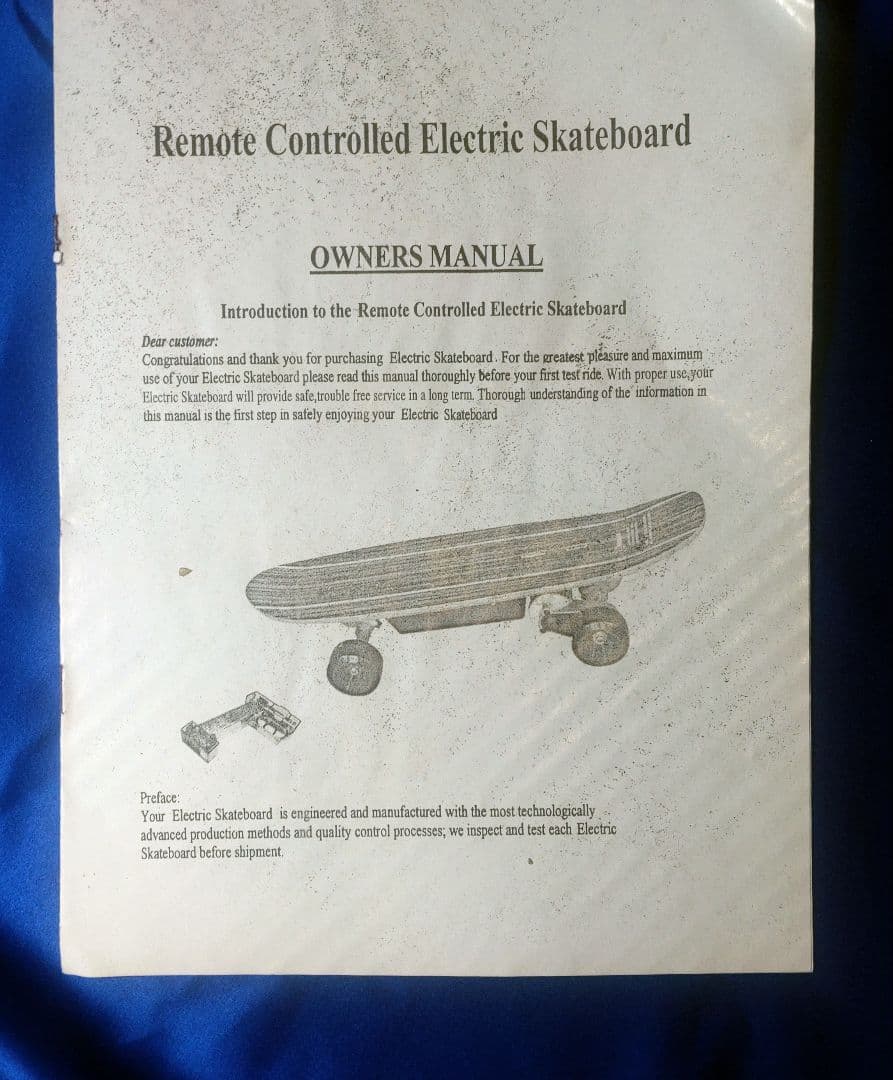 Remote Controlled Electric Skateboard
OWNERS MANUAL
Introduction to the Remote Controlled Electric Skateboard
Dear customer:
Congratulations and thank you for purchasing Electric Skateboard. For the greatest pleasure and maximum
use of your Electric Skateboard please read this manual thoroughly before your first test ride. With proper use,your
Electric Skateboard will provide safe,trouble free service in a long term. Thorough understanding of the information in
this manual is the first step in safely enjoying your Electric Skateboard
Preface:
Your Electric Skateboard is engineered and manufactured with the most technologically
advanced production methods and quality control processes; we inspect and test each Electric
Skateboard before shipment.